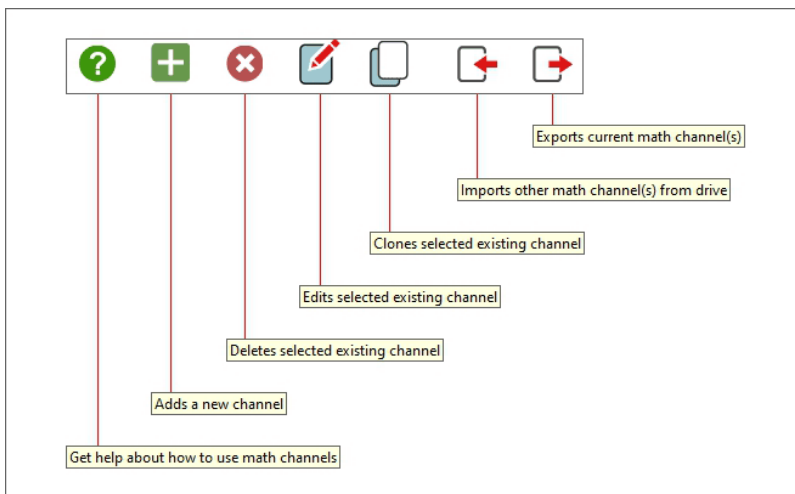 Exports current math channel(s)
Imports other math channel(s) from drive
Clones selected existing channel
Edits selected existing channel
Deletes selected existing channel
Adds a new channel
Get help about how to use math channels